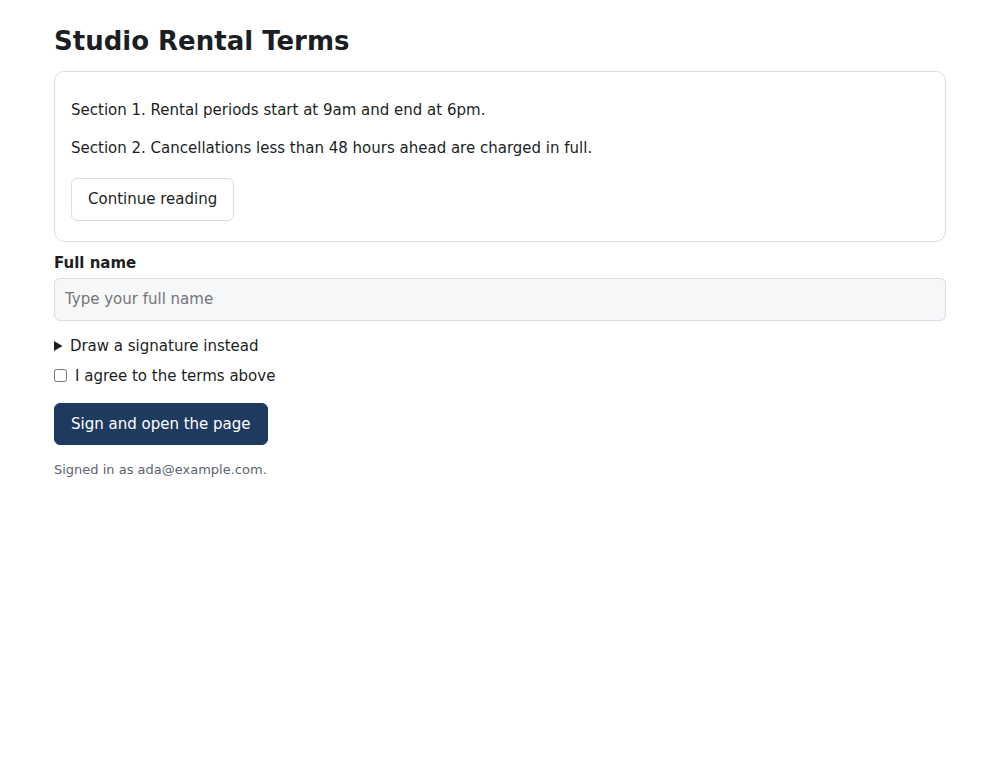 Studio Rental Terms
Section 1. Rental periods start at 9am and end at 6pm.
Section 2. Cancellations less than 48 hours ahead are charged in full.
Continue reading
Full name
Type your full name
Draw a signature instead
I agree to the terms above
Sign and open the page
Signed in as ada@example.com.